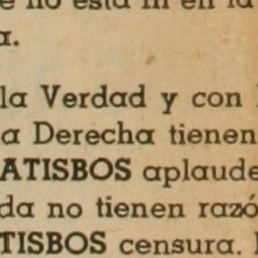 e no está ni en la
a.
la Verdad y con
a Derecha tienen
ATISBOS aplaude
da no tienen razó
TISBOS censura.